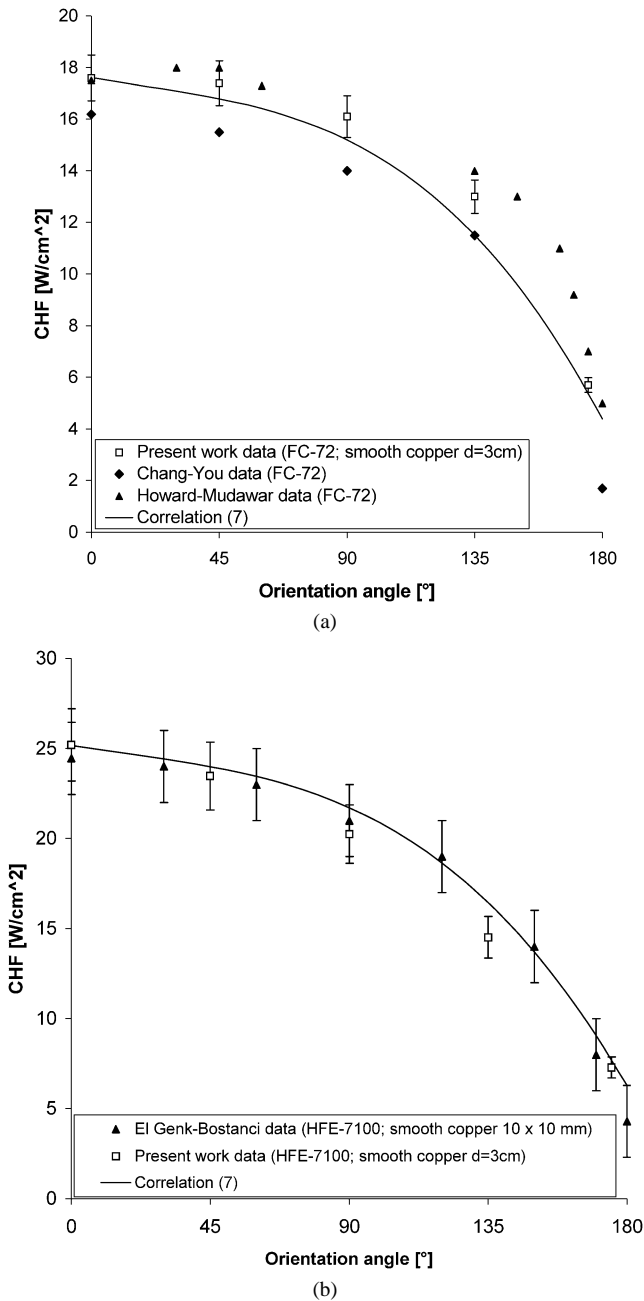 20
18
16
14
12
10
8
6
4
2
0
CHF [W/cm^2]
Present work data (FC-72; smooth copper d=3cm)
Chang-You data (FC-72)
Howard-Mudawar data (FC-72)
Correlation (7)
0 45 90 135 180
Orientation angle [°]
(a)
30
25
20
15
10
5
0
CHF [W/cm^2]
El Genk-Bostanci data (HFE-7100; smooth copper 10 x 10 mm)
Present work data (HFE-7100; smooth copper d=3cm)
Correlation (7)
0 45 90 135 180
Orientation angle [°]
(b)